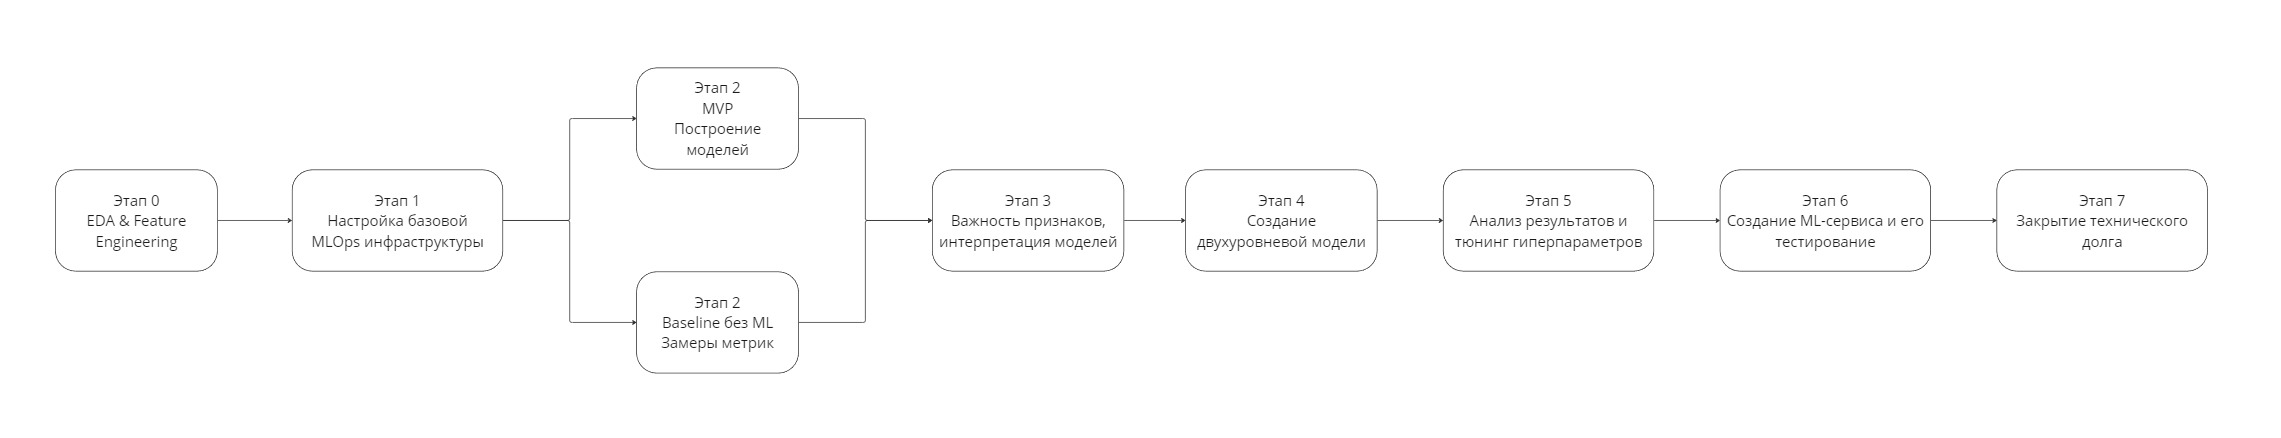 Этап 0
EDA & Feature
Engineering
Этап 1
Настройка базовой
MLOps инфраструктуры
Этап 2
MVP
Построение
моделей
Этап 2
Baseline без ML
Замеры метрик
Этап 3
Важность признаков,
интерпретация моделей
Этап 4
Создание
двухуровневой модели
Этап 5
Анализ результатов и
тюнинг гиперпараметров
Этап 6
Создание ML-сервиса и его
тестирование
Этап 7
Закрытие технического
долга